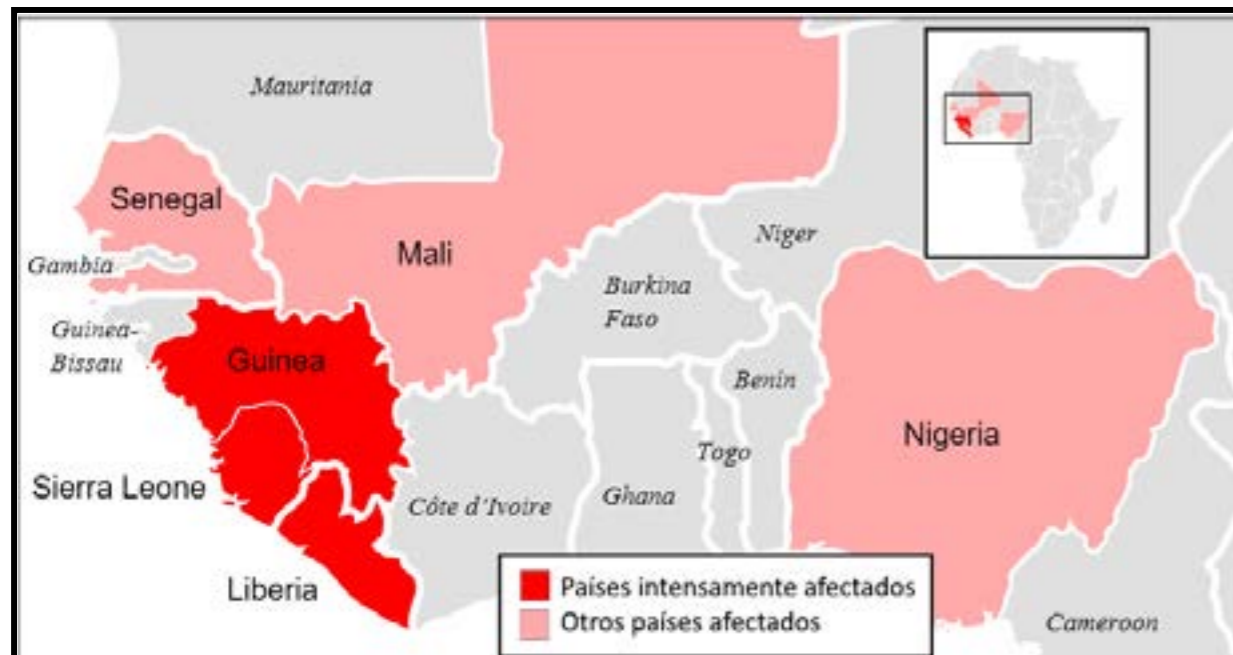 Mauritania
Senegal
Gambia
Mali
Niger
Burkina
Faso
Guinea-
Bissau
Guinea
Benin
Nigeria
Togo
Sierra Leone
Ghana
Côte d'Ivoire
Liberia
Países intensamente afectados
Otros países afectados
Cameroon